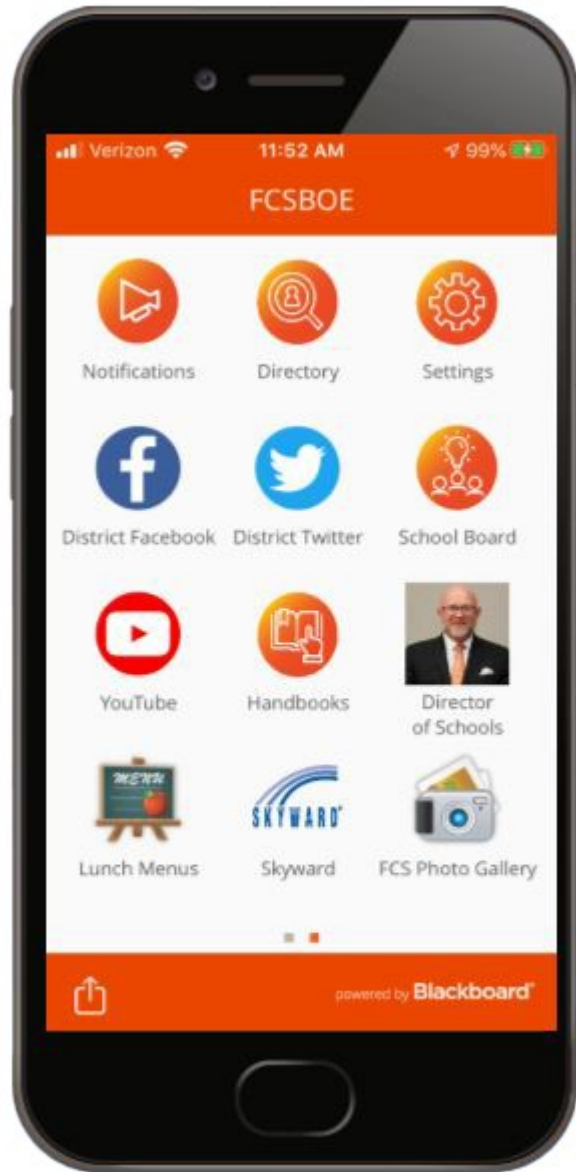 Verizon 11:52 AM 99%
FCSBOE
Notifications Directory Settings
District Facebook District Twitter School Board
YouTube Handbooks Director
of Schools
MENU
SKYWARD
Lunch Menus Skyward FCS Photo Gallery
powered by Blackboard